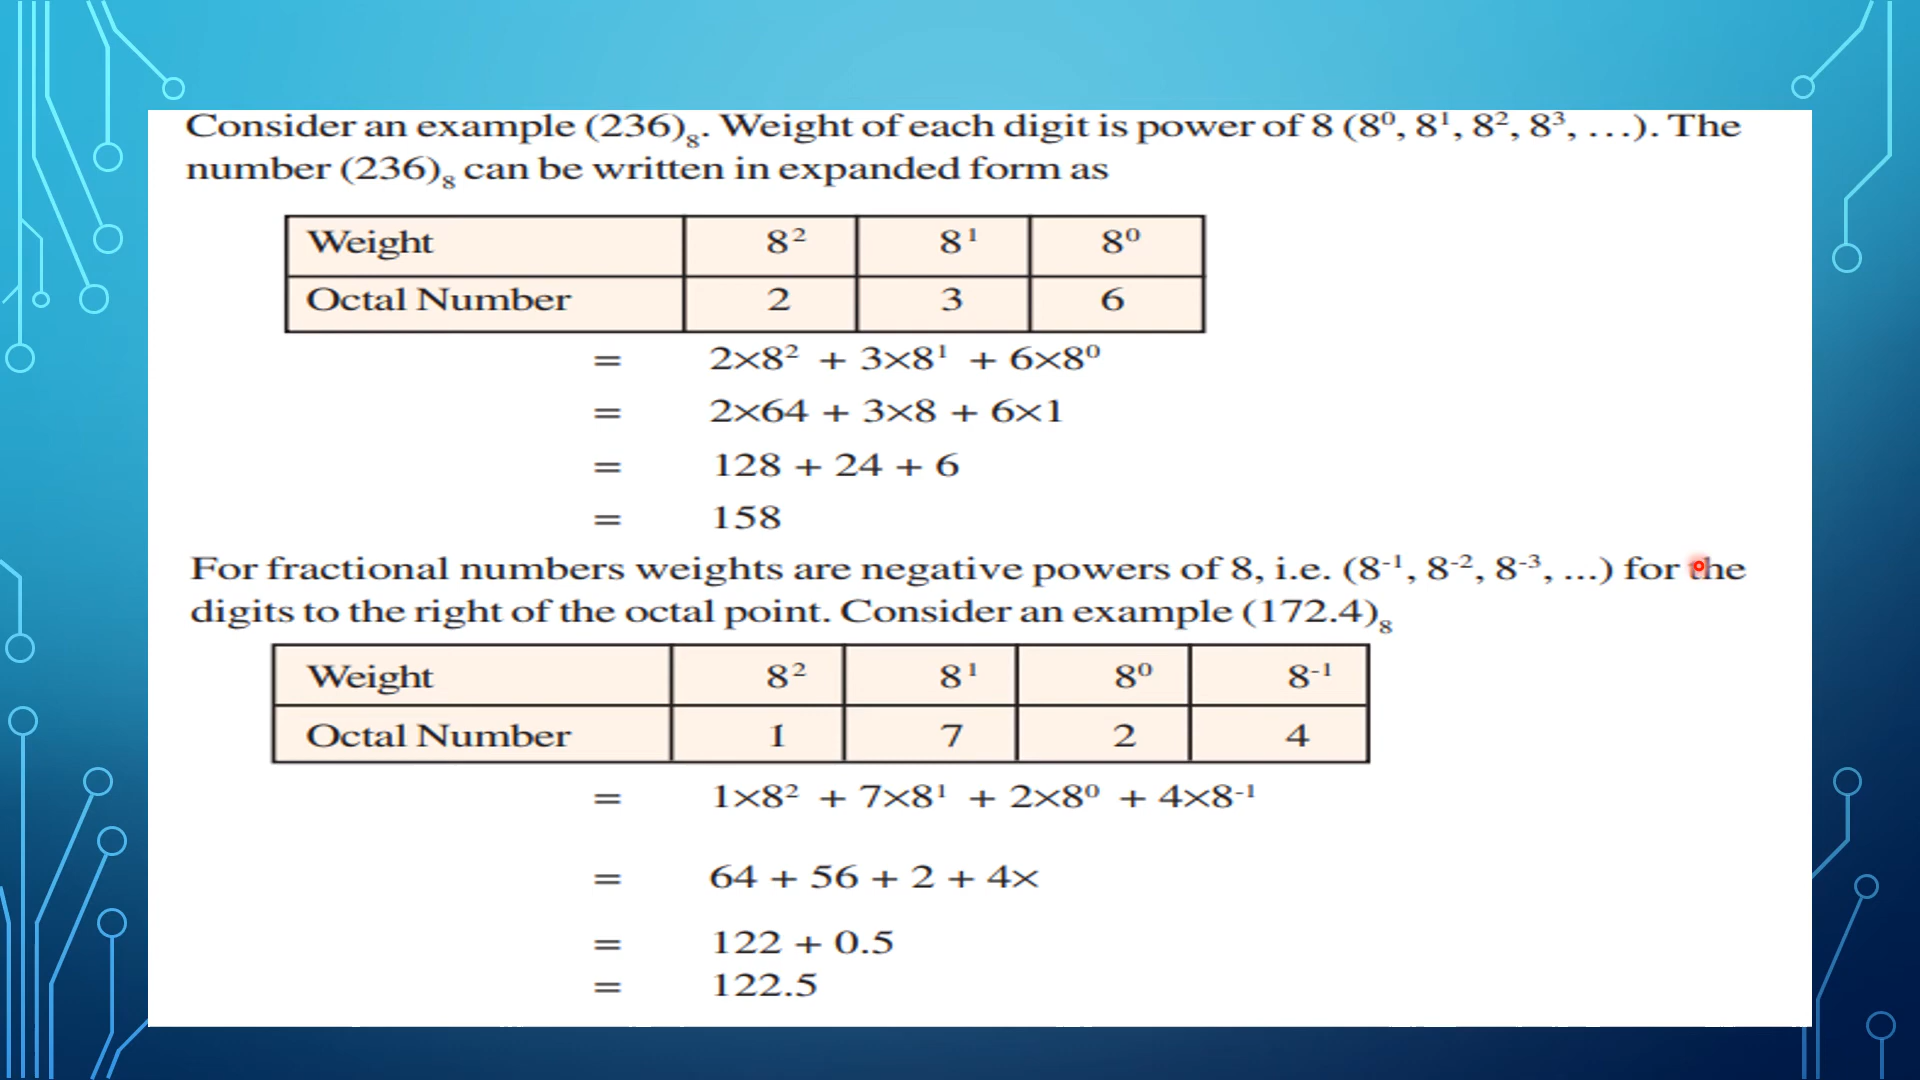 Consider an example (236)₈. Weight of each digit is power of 8 (8⁰, 8¹, 8², 8³, ...). The
number (236)₈ can be written in expanded form as
Weight 8² 8¹ 8⁰
Octal Number 2 3 6
= 2×8² + 3×8¹ + 6×8⁰
= 2×64 + 3×8 + 6×1
= 128 + 24 + 6
= 158
For fractional numbers weights are negative powers of 8, i.e. (8⁻¹, 8⁻², 8⁻³, ...) for the
digits to the right of the octal point. Consider an example (172.4)₈
Weight 8² 8¹ 8⁰ 8⁻¹
Octal Number 1 7 2 4
= 1×8² + 7×8¹ + 2×8⁰ + 4×8⁻¹
= 64 + 56 + 2 + 4×
= 122 + 0.5
= 122.5